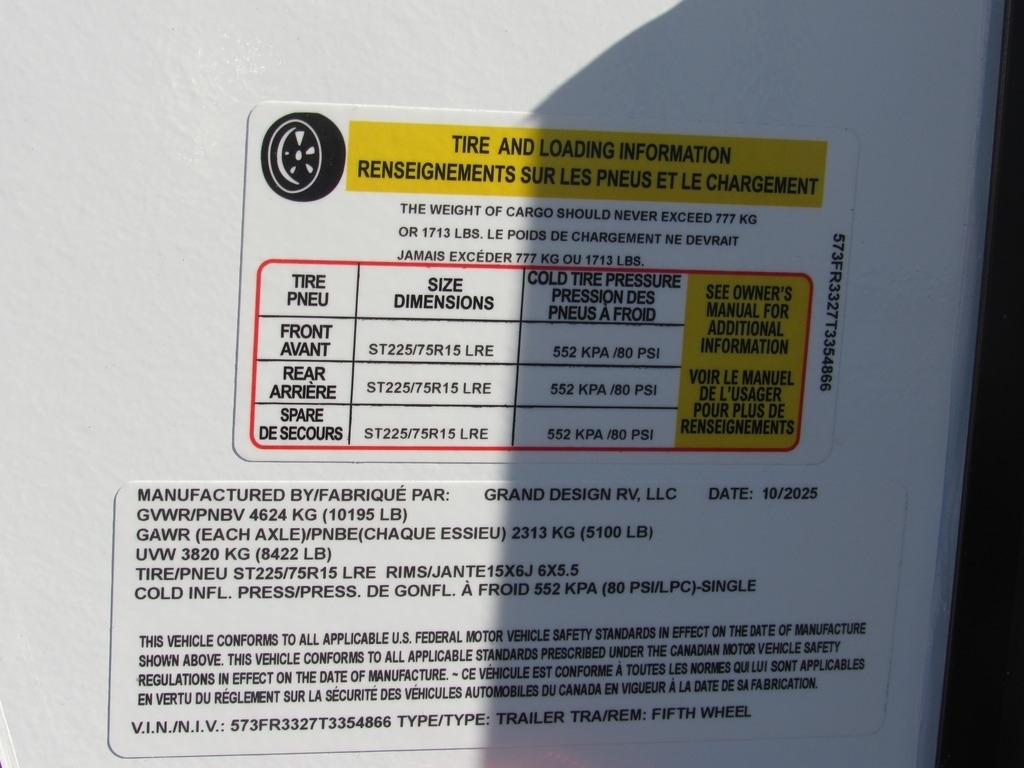 TIRE AND LOADING INFORMATION
RENSEIGNEMENTS SUR LES PNEUS ET LE CHARGEMENT
THE WEIGHT OF CARGO SHOULD NEVER EXCEED 777 KG
OR 1713 LBS. LE POIDS DE CHARGEMENT NE DEVRAIT
JAMAIS EXCÉDER 777 KG OU 1713 LBS.
TIRE
PNEU
SIZE
DIMENSIONS
COLD TIRE PRESSURE
PRESSION DES
PNEUS À FROID
FRONT
AVANT
ST225/75R15 LRE
552 KPA /80 PSI
REAR
ARRIÈRE
ST225/75R15 LRE
552 KPA /80 PSI
SPARE
DE SECOURS
ST225/75R15 LRE
552 KPA /80 PSI
SEE OWNER'S
MANUAL FOR
ADDITIONAL
INFORMATION
VOIR LE MANUEL
DE L'USAGER
POUR PLUS DE
RENSEIGNEMENTS
573FR3327T3354866
MANUFACTURED BY/FABRIQUÉ PAR: GRAND DESIGN RV, LLC DATE: 10/2025
GVWR/PNBV 4624 KG (10195 LB)
GAWR (EACH AXLE)/PNBE(CHAQUE ESSIEU) 2313 KG (5100 LB)
UVW 3820 KG (8422 LB)
TIRE/PNEU ST225/75R15 LRE RIMS/JANTE15X6J 6X5.5
COLD INFL. PRESS/PRESS. DE GONFL. À FROID 552 KPA (80 PSI/LPC)-SINGLE
THIS VEHICLE CONFORMS TO ALL APPLICABLE U.S. FEDERAL MOTOR VEHICLE SAFETY STANDARDS IN EFFECT ON THE DATE OF MANUFACTURE
SHOWN ABOVE. THIS VEHICLE CONFORMS TO ALL APPLICABLE STANDARDS PRESCRIBED UNDER THE CANADIAN MOTOR VEHICLE SAFETY
REGULATIONS IN EFFECT ON THE DATE OF MANUFACTURE. ~ CE VÉHICULE EST CONFORME À TOUTES LES NORMES QUI LUI SONT APPLICABLES
EN VERTU DU RÉGLEMENT SUR LA SÉCURITÉ DES VÉHICULES AUTOMOBILES DU CANADA EN VIGUEUR À LA DATE DE SA FABRICATION.
V.I.N./N.I.V.: 573FR3327T3354866 TYPE/TYPE: TRAILER TRA/REM: FIFTH WHEEL